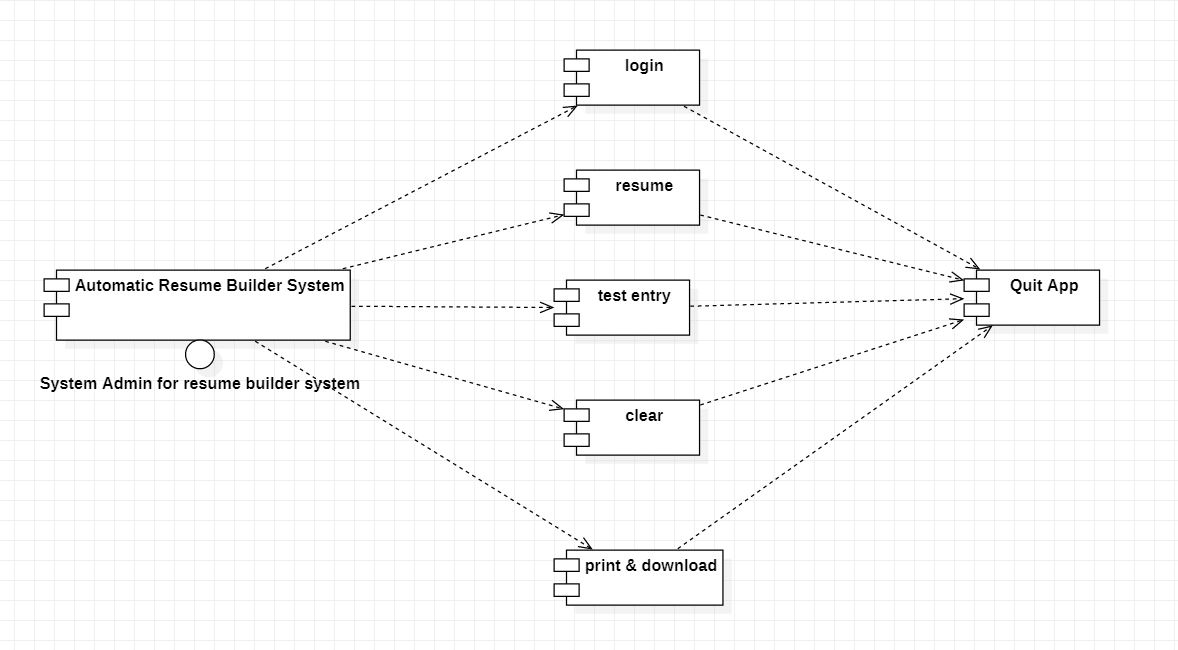 login
resume
Automatic Resume Builder System
test entry
Quit App
System Admin for resume builder system
clear
print & download